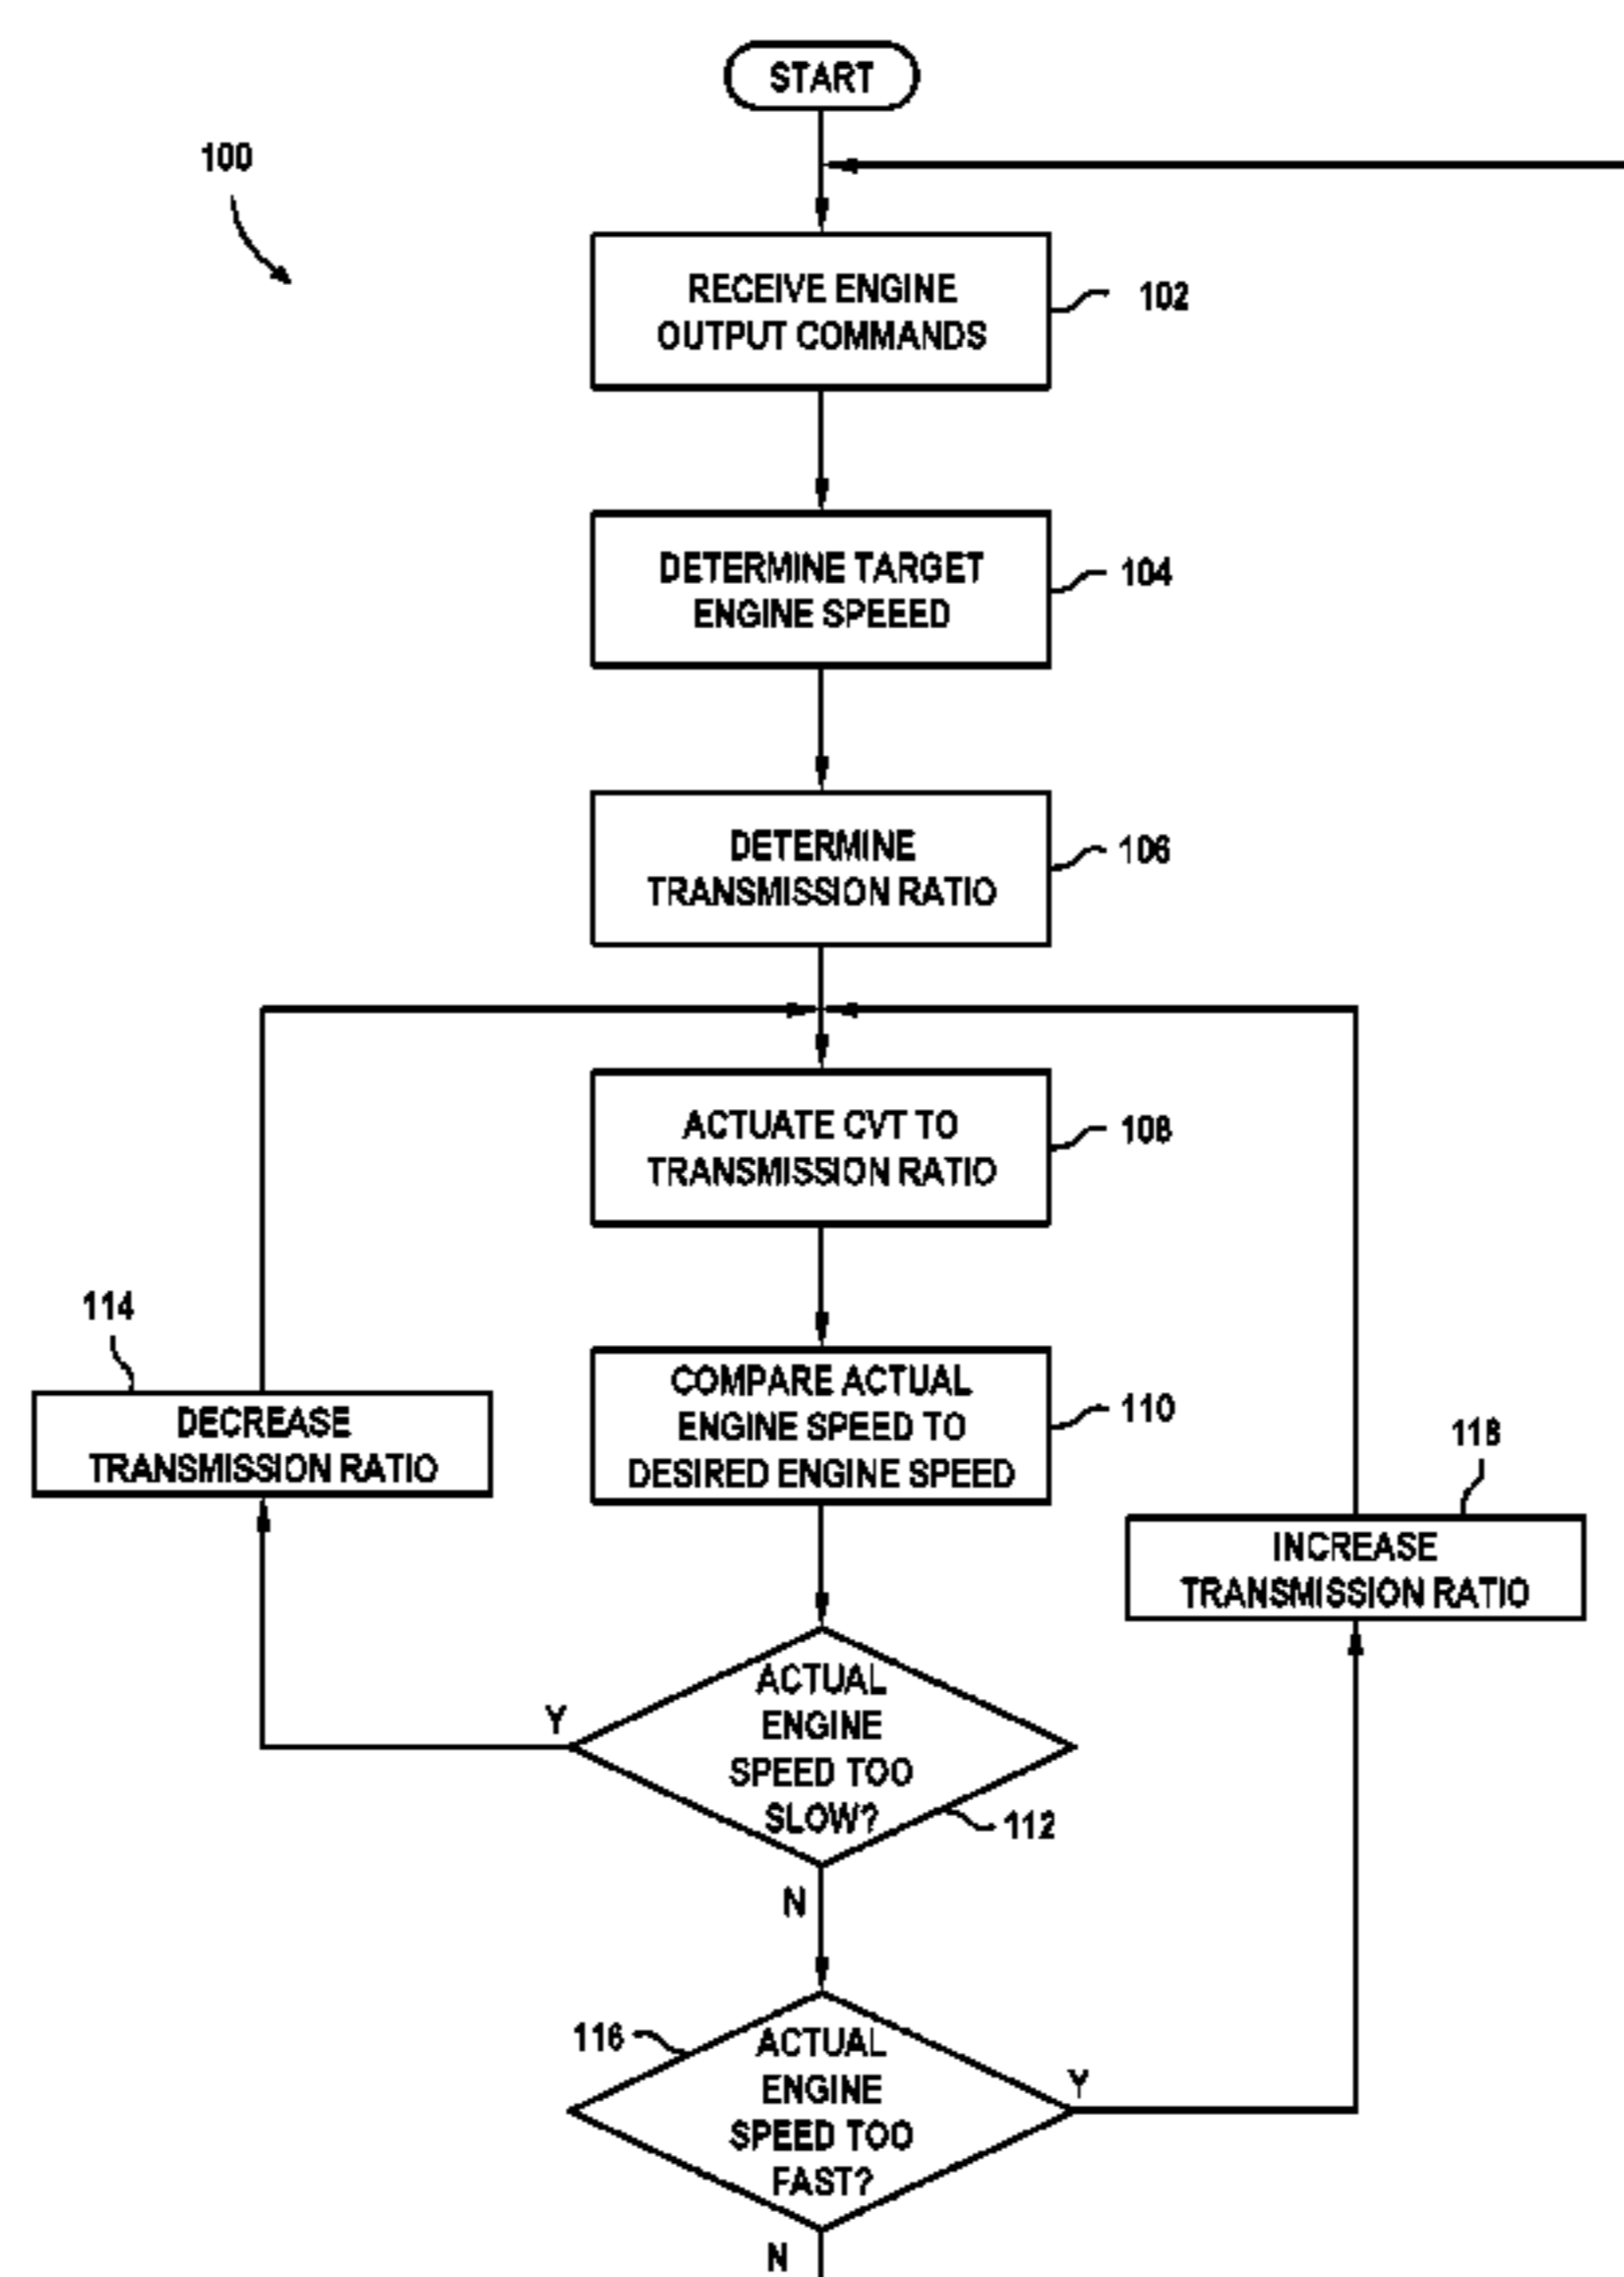 START
100
RECEIVE ENGINE
OUTPUT COMMANDS
102
DETERMINE TARGET
ENGINE SPEEED
104
DETERMINE
TRANSMISSION RATIO
106
ACTUATE CVT TO
TRANSMISSION RATIO
108
114
DECREASE
TRANSMISSION RATIO
COMPARE ACTUAL
ENGINE SPEED TO
DESIRED ENGINE SPEED
110
118
INCREASE
TRANSMISSION RATIO
ACTUAL
ENGINE
SPEED TOO
SLOW?
Y
112
N
116
ACTUAL
ENGINE
SPEED TOO
FAST?
Y
N